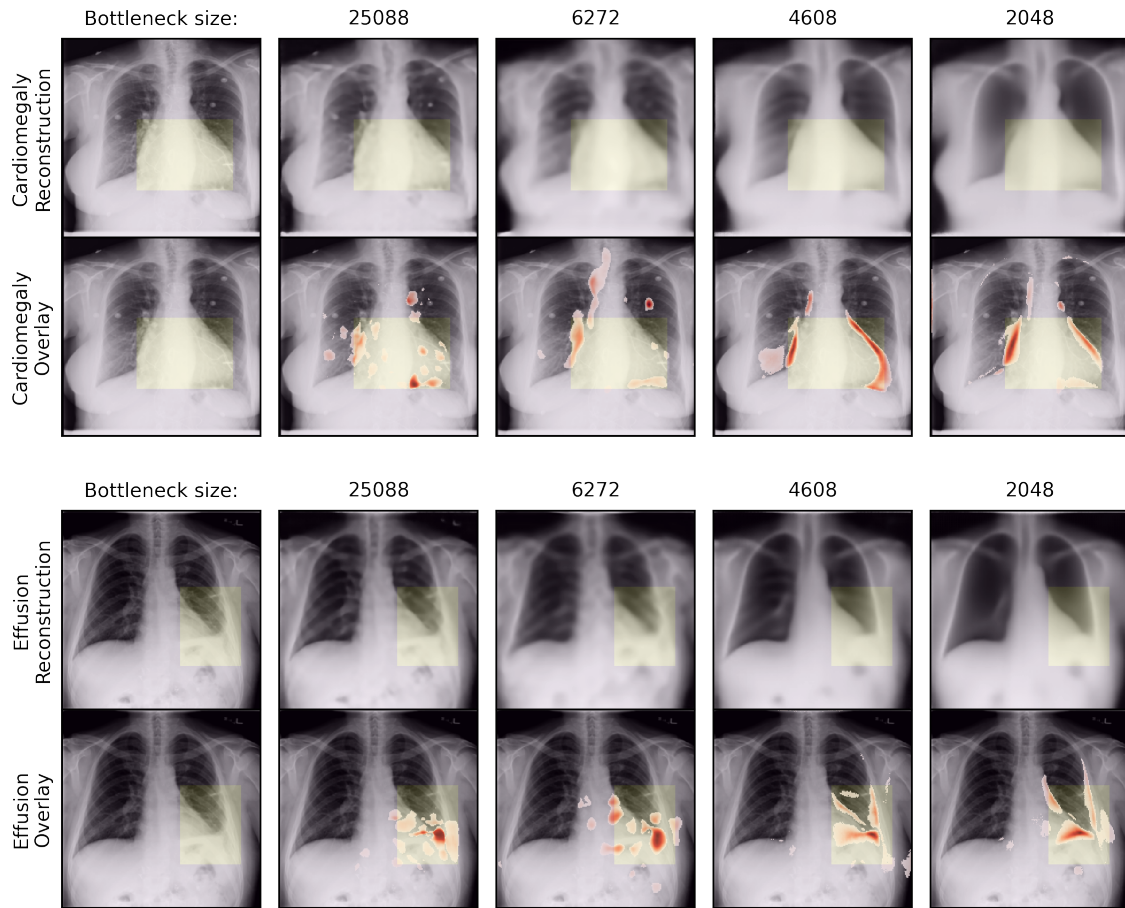 Bottleneck size: 25088 6272 4608 2048
Cardiomegaly
Reconstruction
Cardiomegaly
Overlay
Bottleneck size: 25088 6272 4608 2048
Effusion
Reconstruction
Effusion
Overlay